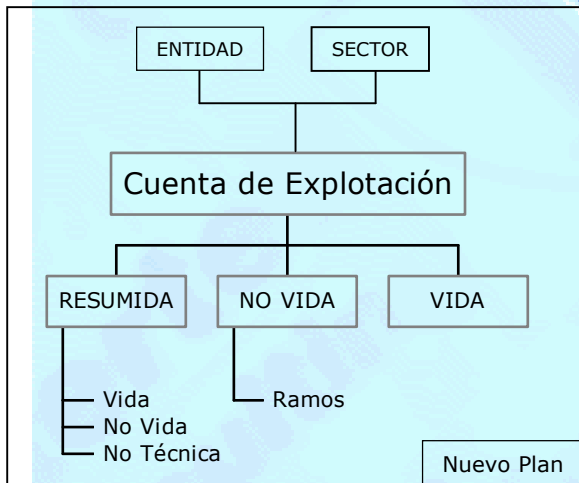 ENTIDAD
SECTOR
Cuenta de Explotación
RESUMIDA
NO VIDA
VIDA
Vida
No Vida
No Técnica
Ramos
Nuevo Plan